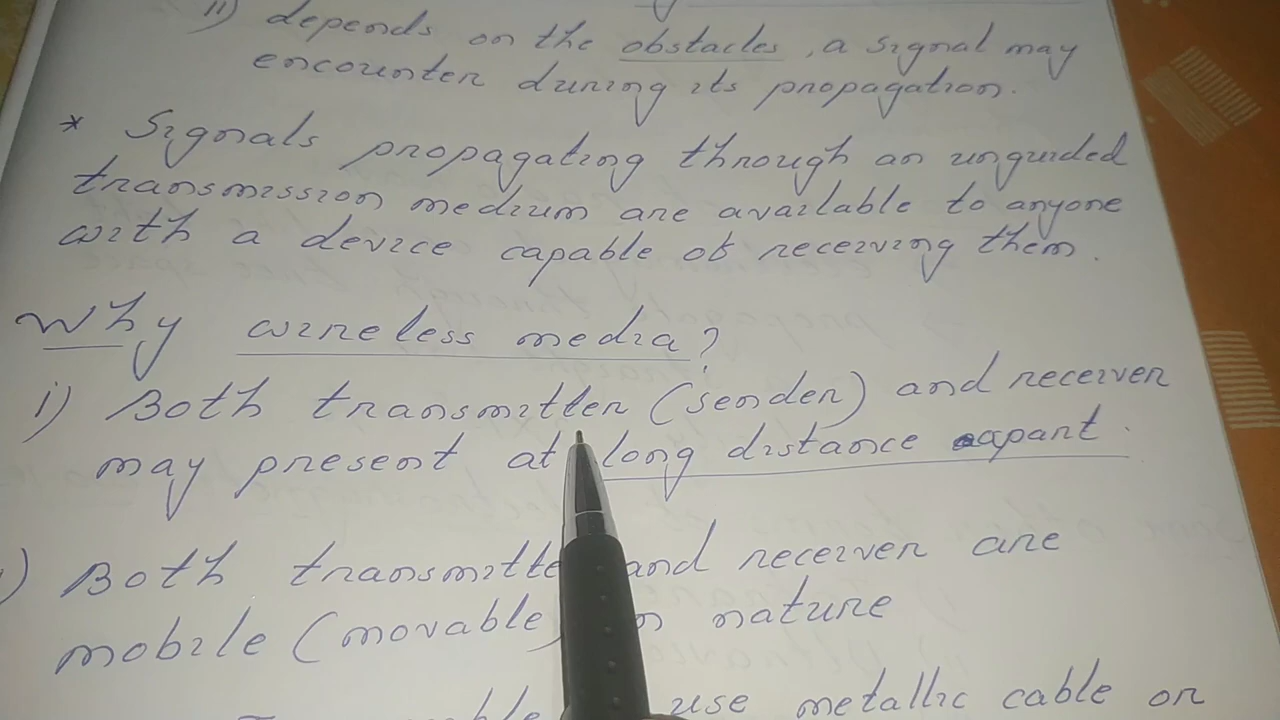 ii) depends on the obstacles, a signal may
encounter during its propagation.
* Signals propagating through an unguided
transmission medium are available to anyone
with a device capable of receiving them.
Why wireless media?
i) Both transmitter (sender) and receiver
may present at long distance apart.
) Both transmitte and receiver are
mobile (movable) in nature
use metallic cable or